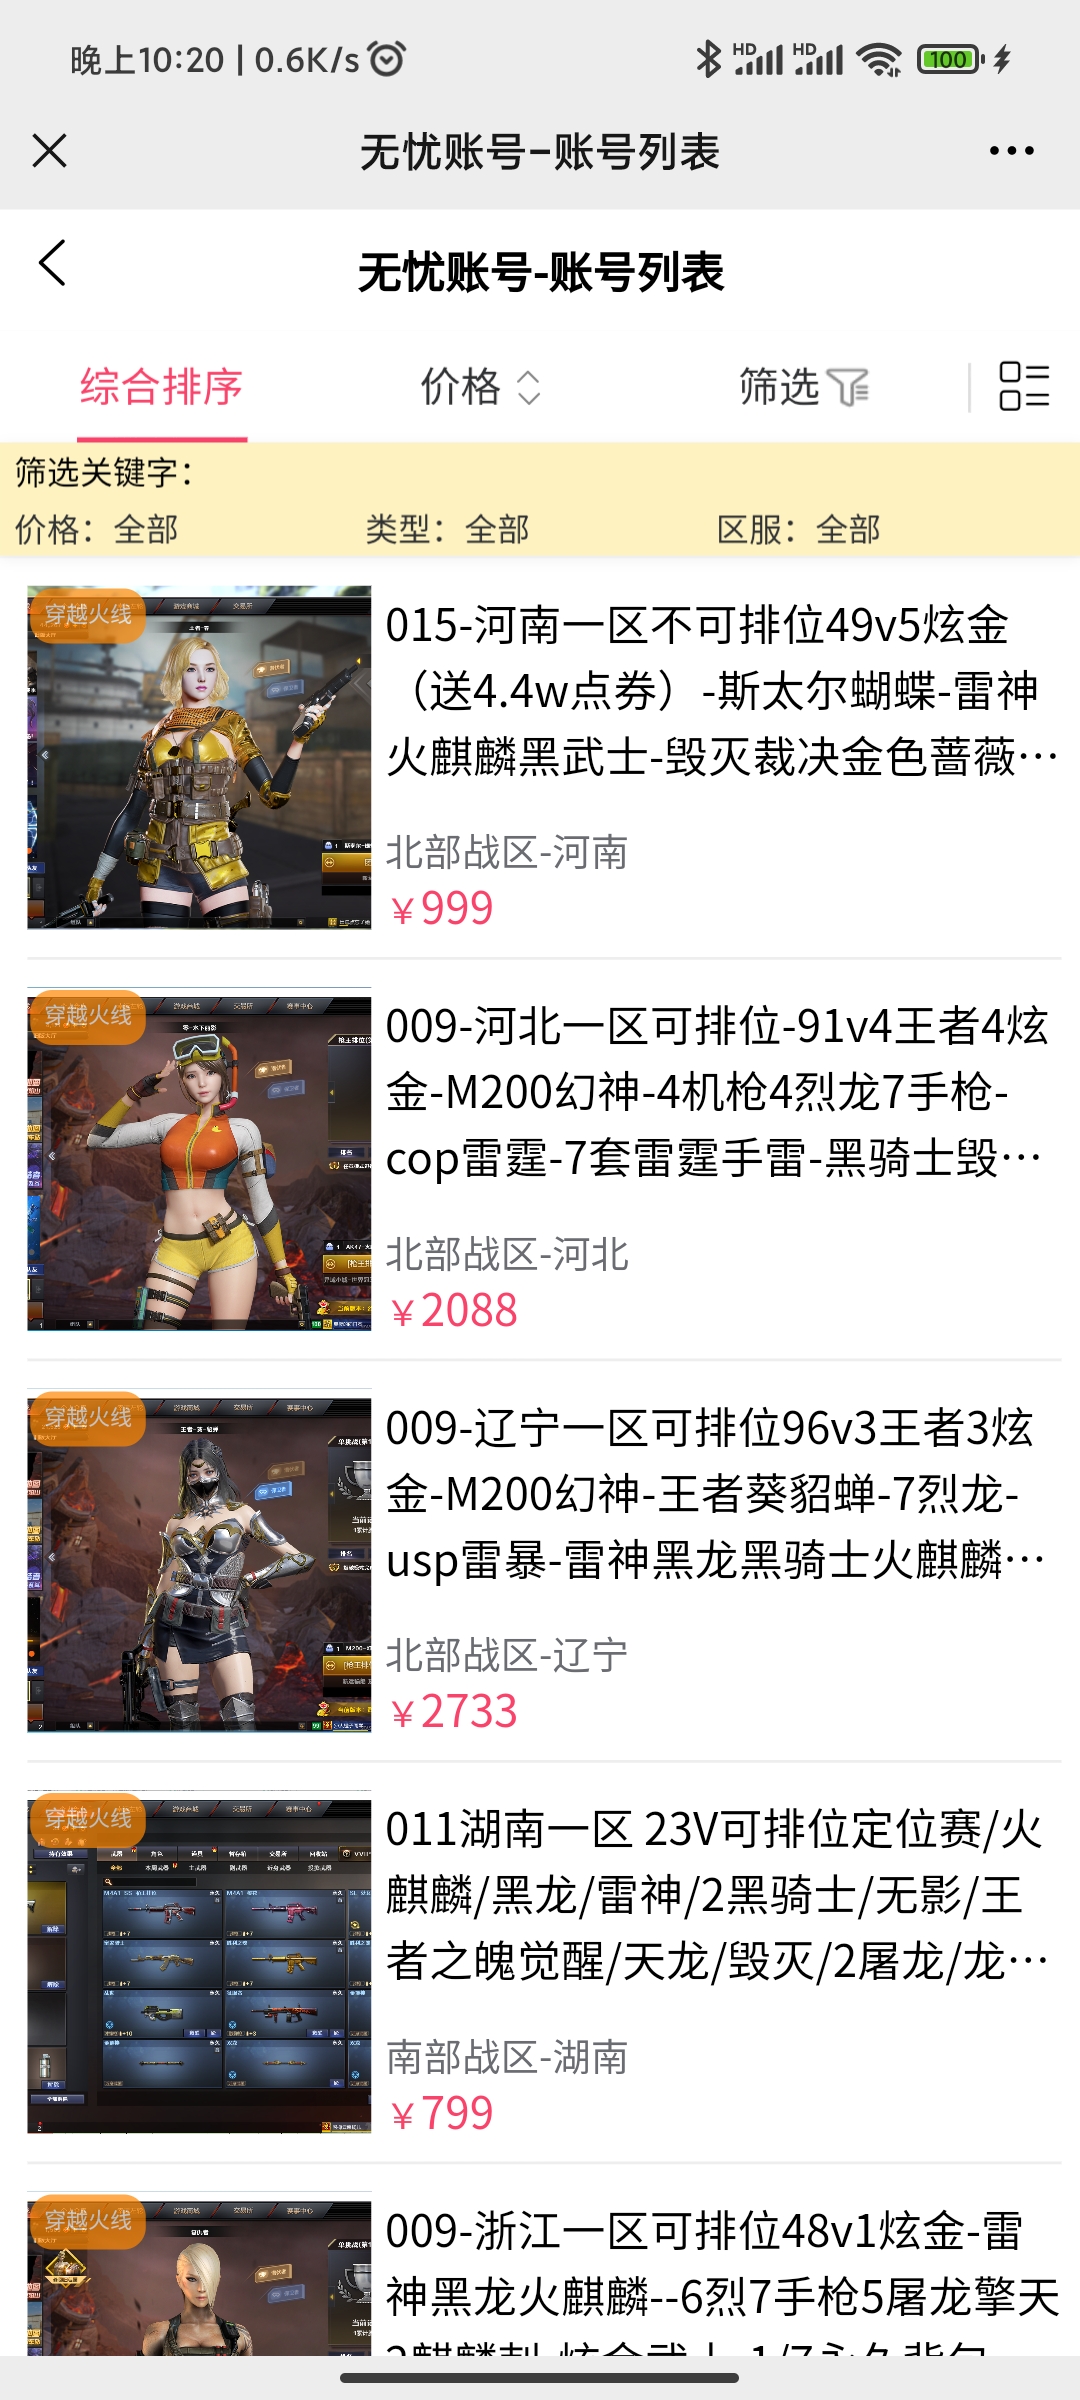 晚上10:20 | 0.6K/s
HD HD 100
无忧账号-账号列表
无忧账号-账号列表
综合排序 价格 筛选
筛选关键字：
价格：全部 类型：全部 区服：全部
穿越火线
015-河南一区不可排位49v5炫金
（送4.4w点券）-斯太尔蝴蝶-雷神
火麒麟黑武士-毁灭裁决金色蔷薇…
北部战区-河南
￥999
穿越火线
009-河北一区可排位-91v4王者4炫
金-M200幻神-4机枪4烈龙7手枪-
cop雷霆-7套雷霆手雷-黑骑士毁…
北部战区-河北
￥2088
穿越火线
009-辽宁一区可排位96v3王者3炫
金-M200幻神-王者葵貂蝉-7烈龙-
usp雷暴-雷神黑龙黑骑士火麒麟…
北部战区-辽宁
￥2733
穿越火线
011湖南一区 23V可排位定位赛/火
麒麟/黑龙/雷神/2黑骑士/无影/王
者之魄觉醒/天龙/毁灭/2屠龙/龙…
南部战区-湖南
￥799
穿越火线
009-浙江一区可排位48v1炫金-雷
神黑龙火麒麟--6烈7手枪5屠龙擎天